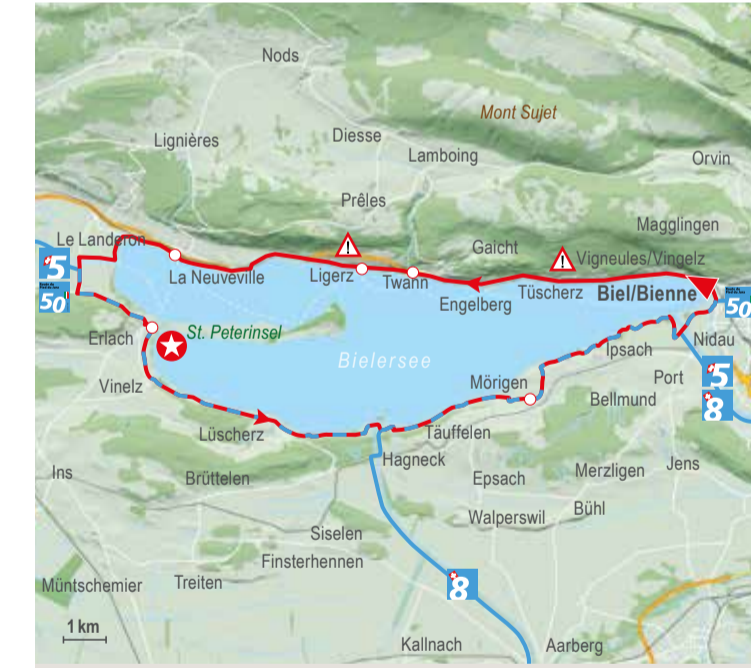 Nods
Mont Sujet
Lignières
Diesse
Lamboing
Orvin
Prêles
Magglingen
Le Landeron
Gaicht
Vigneules/Vingelz
5
La Neuveville
Ligerz
Twann
Tüscherz
Biel/Bienne
50
Engelberg
50
Erlach
St. Peterinsel
Nidau
Bielersee
Ipsach
5
Vinelz
Mörigen
Port
8
Bellmund
Lüscherz
Täuffelen
Hagneck
Ins
Brüttelen
Epsach
Merzligen
Jens
Walperswil
Bühl
Siselen
Finsterhennen
Müntschemier
Treiten
8
1 km
Kallnach
Aarberg